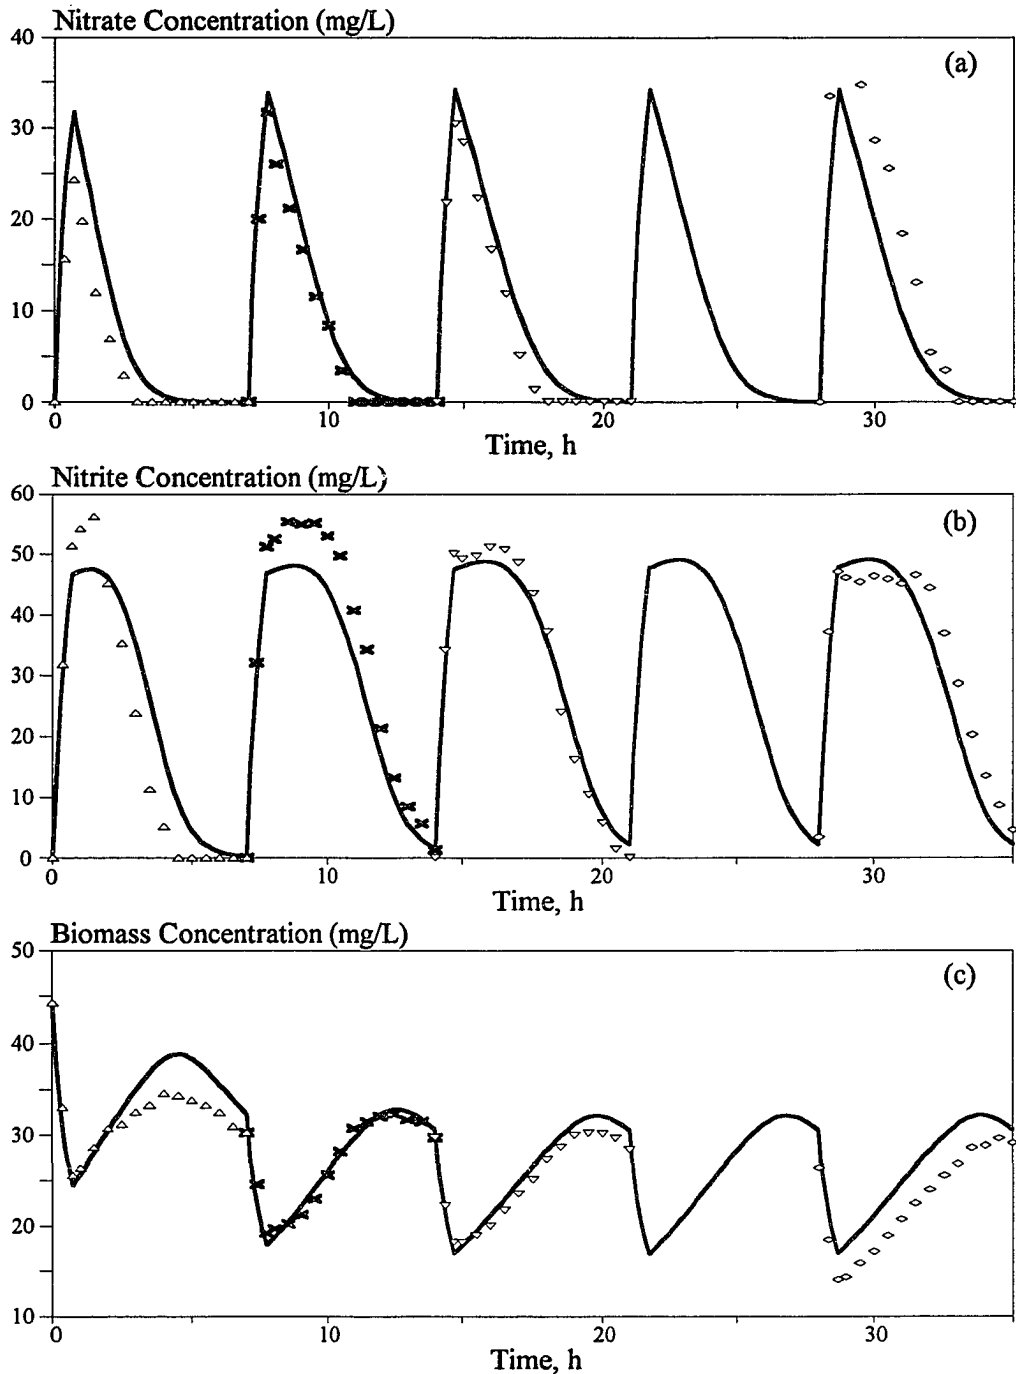 Nitrate Concentration (mg/L)
40
(a)
30
20
10
0
0 10 20 30
Time, h
Nitrite Concentration (mg/L)
60
(b)
50
40
30
20
10
0
0 10 20 30
Time, h
Biomass Concentration (mg/L)
50
(c)
40
30
20
10
0 10 20 30
Time, h